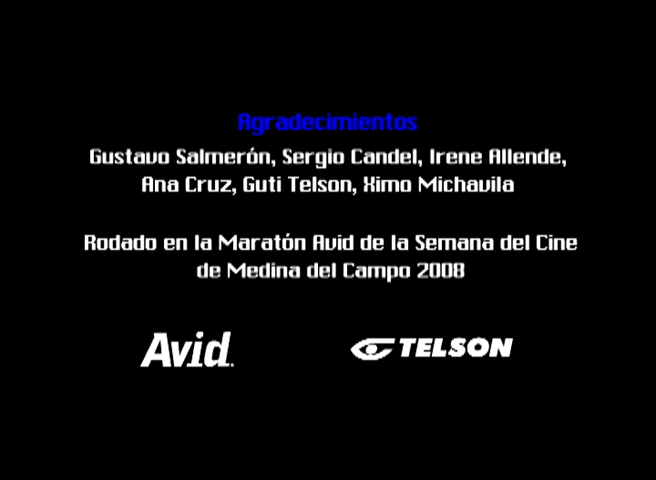 Agradecimientos
Gustavo Salmerón, Sergio Candel, Irene Allende,
Ana Cruz, Guti Telson, Ximo Michavila
Rodado en la Maratón Avid de la Semana del Cine
de Medina del Campo 2008
Avid.
TELSON